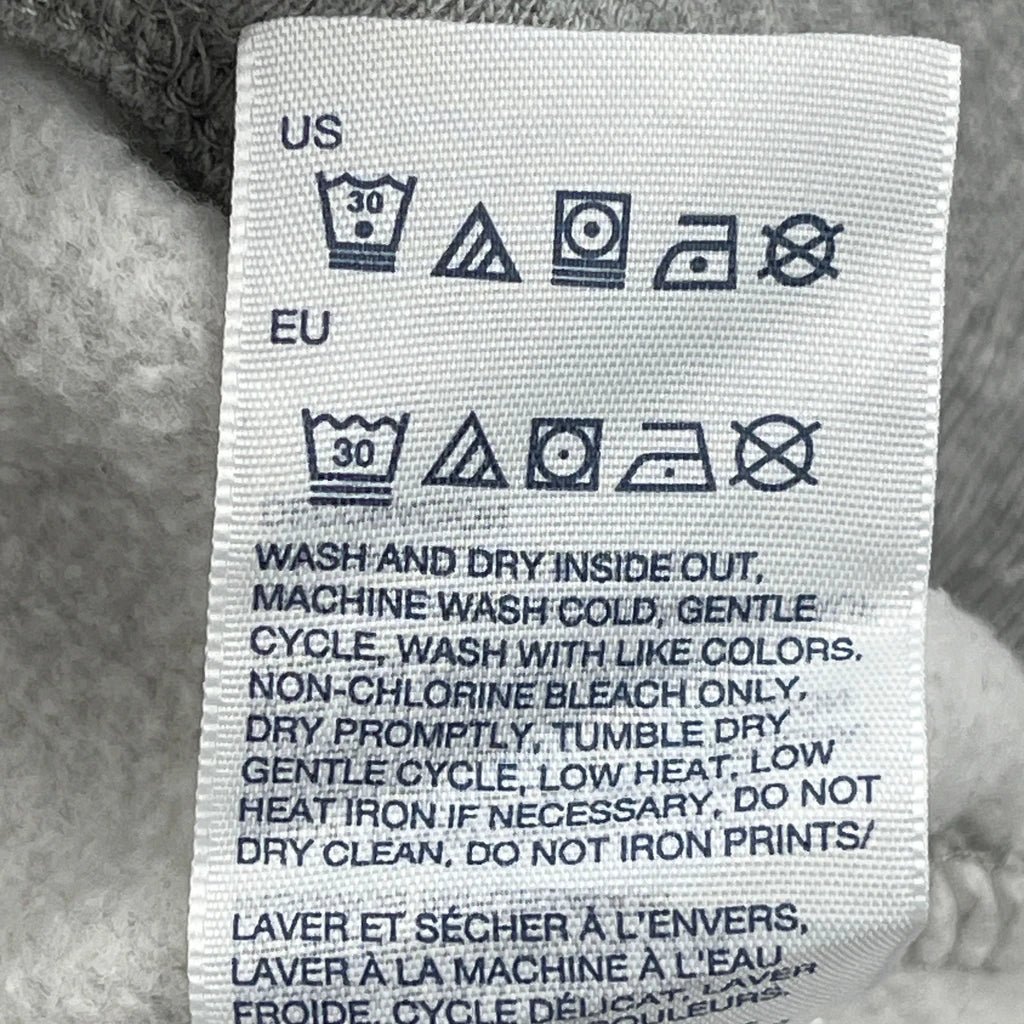 US
30
EU
30
WASH AND DRY INSIDE OUT,
MACHINE WASH COLD, GENTLE
CYCLE, WASH WITH LIKE COLORS.
NON-CHLORINE BLEACH ONLY,
DRY PROMPTLY, TUMBLE DRY
GENTLE CYCLE, LOW HEAT, LOW
HEAT IRON IF NECESSARY, DO NOT
DRY CLEAN, DO NOT IRON PRINTS/
LAVER ET SÉCHER À L'ENVERS,
LAVER À LA MACHINE À L'EAU
FROIDE, CYCLE DÉLICAT, LAVER